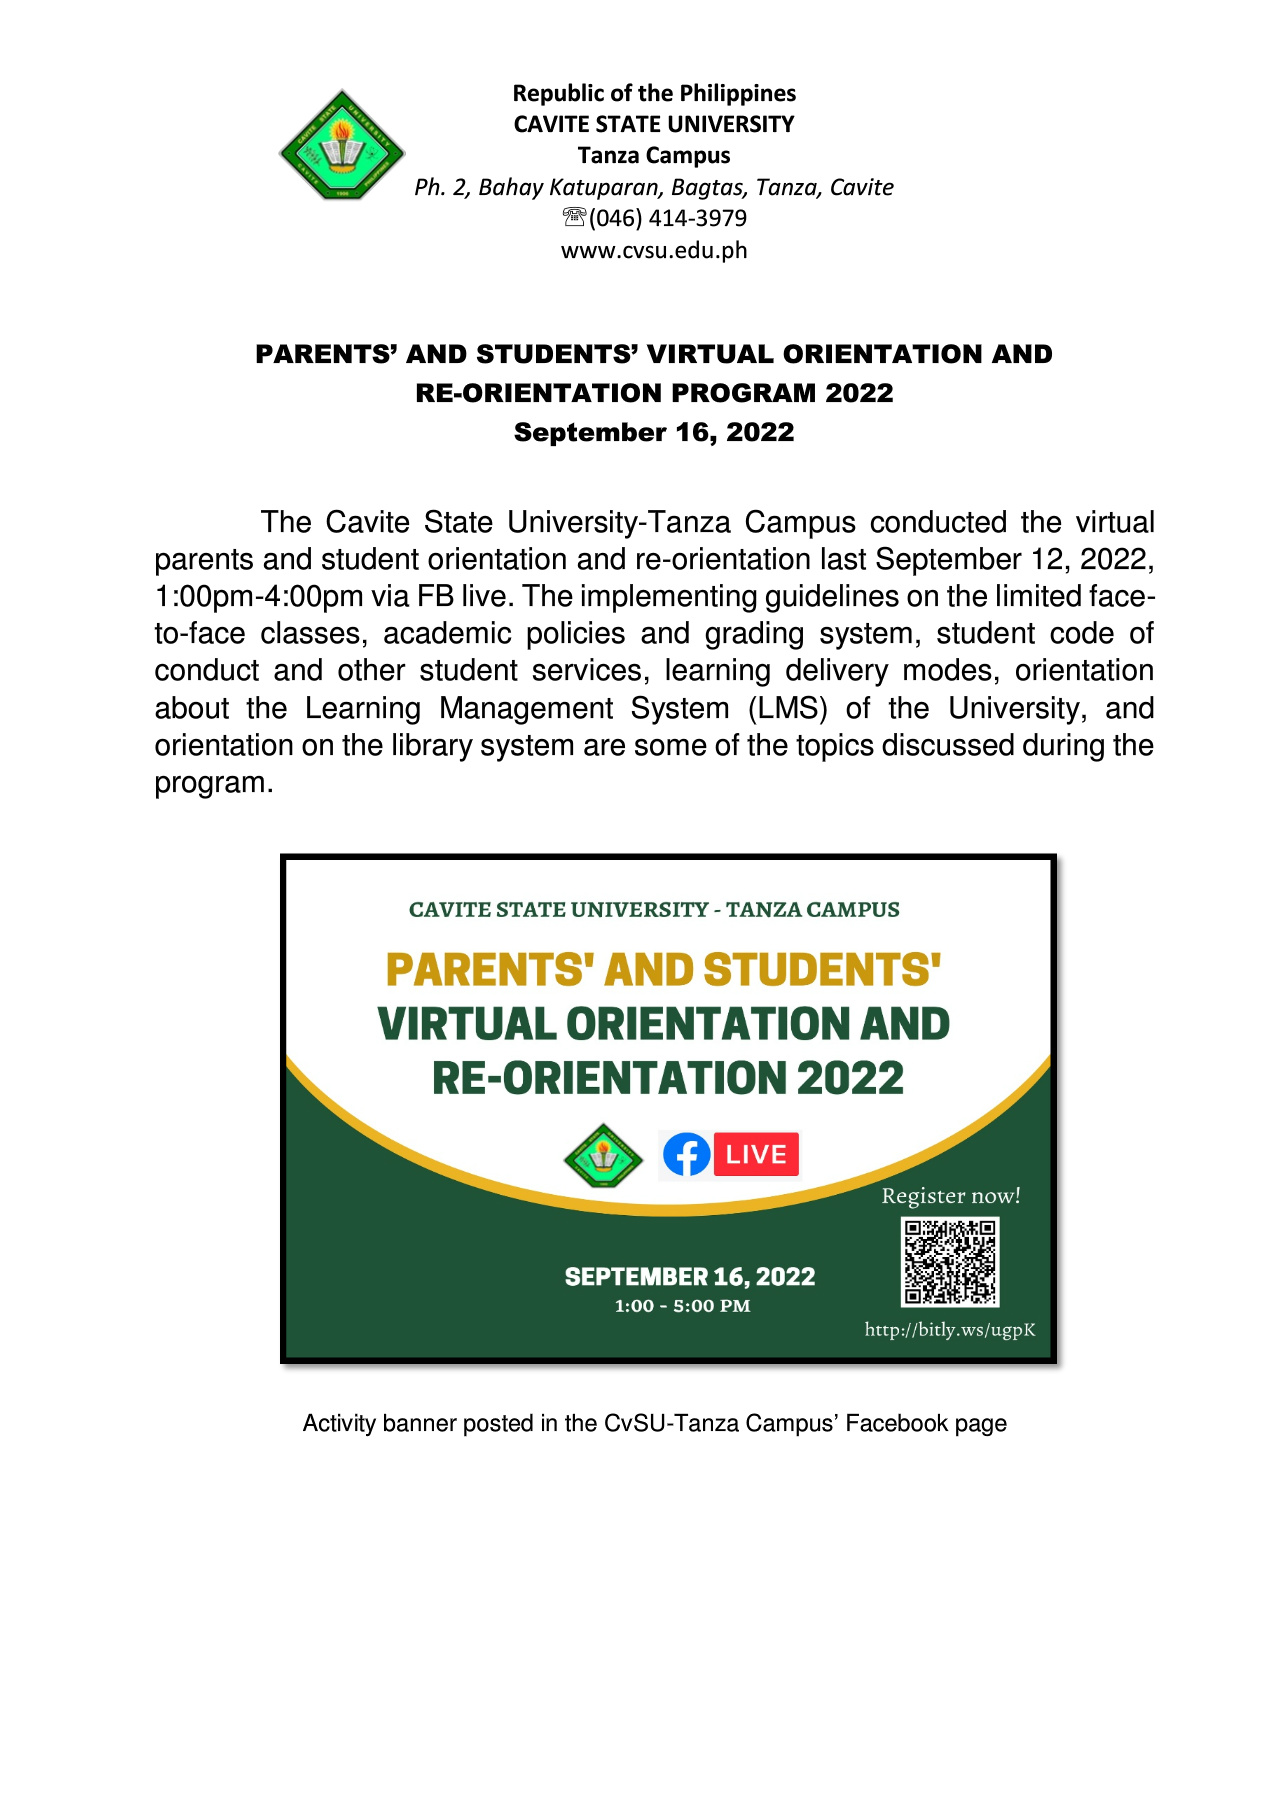 Republic of the Philippines
CAVITE STATE UNIVERSITY
Tanza Campus
Ph. 2, Bahay Katuparan, Bagtas, Tanza, Cavite
(046) 414-3979
www.cvsu.edu.ph
PARENTS’ AND STUDENTS’ VIRTUAL ORIENTATION AND
RE-ORIENTATION PROGRAM 2022
September 16, 2022
The Cavite State University-Tanza Campus conducted the virtual
parents and student orientation and re-orientation last September 12, 2022,
1:00pm-4:00pm via FB live. The implementing guidelines on the limited face-
to-face classes, academic policies and grading system, student code of
conduct and other student services, learning delivery modes, orientation
about the Learning Management System (LMS) of the University, and
orientation on the library system are some of the topics discussed during the
program.
CAVITE STATE UNIVERSITY - TANZA CAMPUS
PARENTS' AND STUDENTS'
VIRTUAL ORIENTATION AND
RE-ORIENTATION 2022
LIVE
Register now!
SEPTEMBER 16, 2022
1:00 - 5:00 PM
http://bitly.ws/ugpK
Activity banner posted in the CvSU-Tanza Campus’ Facebook page